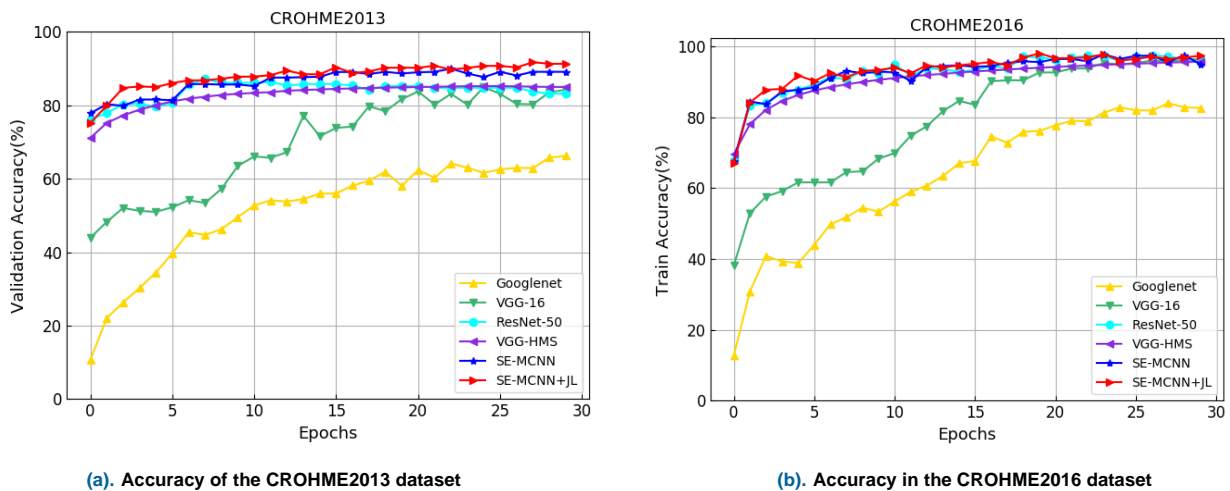 CROHME2013
100
80
60
40
20
0
0 5 10 15 20 25 30
Validation Accuracy(%)
Epochs
Googlenet
VGG-16
ResNet-50
VGG-HMS
SE-MCNN
SE-MCNN+JL
(a). Accuracy of the CROHME2013 dataset
CROHME2016
100
80
60
40
20
0
0 5 10 15 20 25 30
Train Accuracy(%)
Epochs
Googlenet
VGG-16
ResNet-50
VGG-HMS
SE-MCNN
SE-MCNN+JL
(b). Accuracy in the CROHME2016 dataset